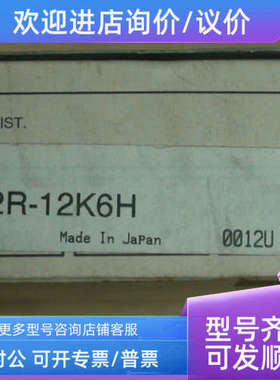 欢迎进店询价/议价
IST.
2R-12K6H
Made In JaPan 0012U
更多型号咨询店铺客服
型号齐
对公 可开专票/普票
可发顺